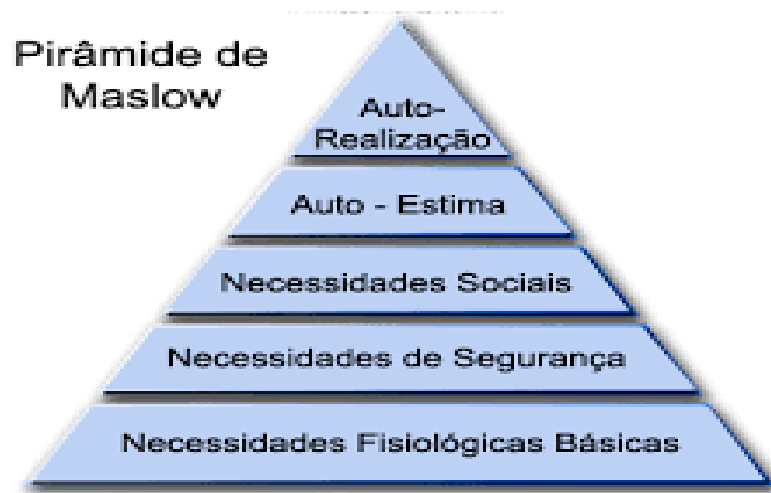 Pirâmide de
Maslow
Auto-
Realização
Auto - Estima
Necessidades Sociais
Necessidades de Segurança
Necessidades Fisiológicas Básicas